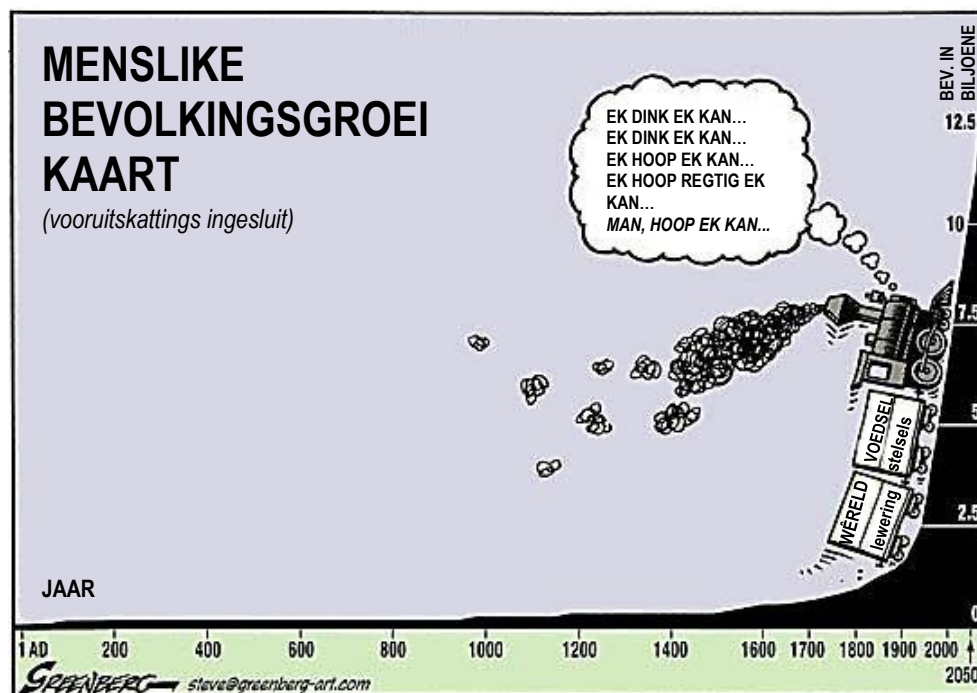 MENSLIKE
BEVOLKINGSGROEI
KAART
(vooruitskattings ingesluit)
EK DINK EK KAN...
EK DINK EK KAN...
EK HOOP EK KAN...
EK HOOP REGTIG EK
KAN...
MAN, HOOP EK KAN...
BEV. IN
BILJOENE
12.5
10
7.5
5
2.5
0
VOEDSEL
stelsels
WÊRELD
lewering
JAAR
1 AD 200 400 600 800 1000 1200 1400 1600 1700 1800 1900 2000
2050
GREENBERG steve@greenberg-art.com